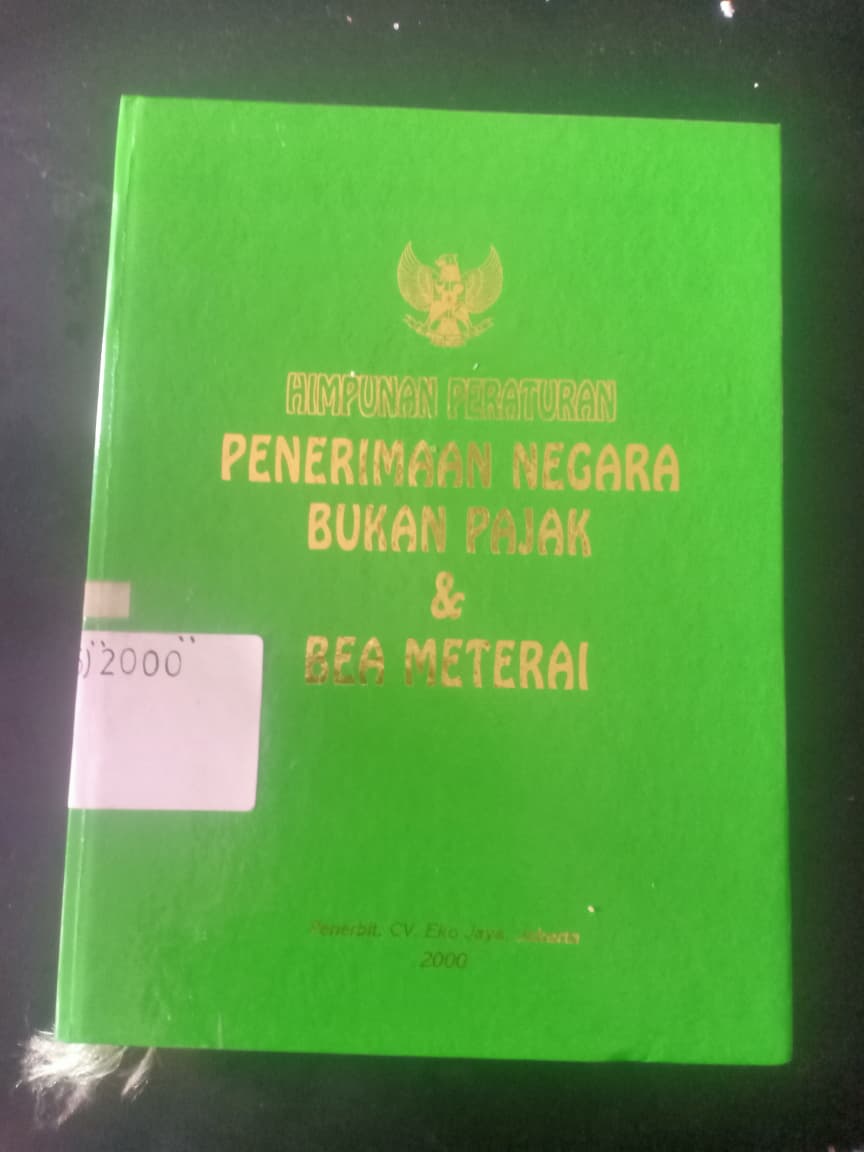 HIMPUNAN PERATURAN
PENERIMAAN NEGARA
BUKAN PAJAK
&
BEA METERAI
) "2000"
Penerbit. CV. Eko Jaya, Jakarta
2000